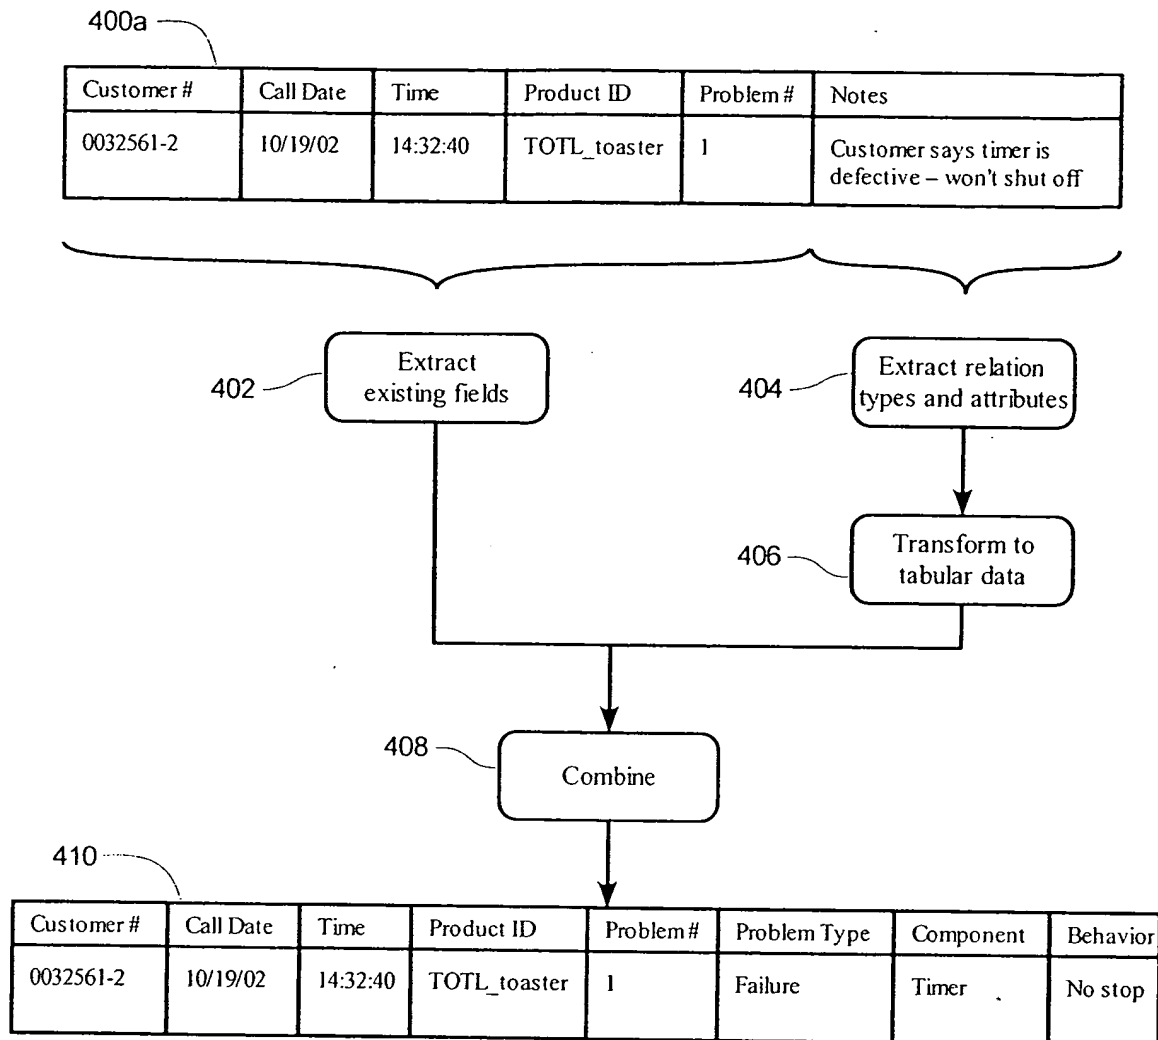 400a
Customer # Call Date Time Product ID Problem # Notes
0032561-2 10/19/02 14:32:40 TOTL_toaster 1 Customer says timer is
defective – won't shut off
Extract
existing fields
402
Extract relation
types and attributes
404
Transform to
tabular data
406
408
Combine
410
Customer # Call Date Time Product ID Problem # Problem Type Component Behavior
0032561-2 10/19/02 14:32:40 TOTL_toaster 1 Failure Timer No stop